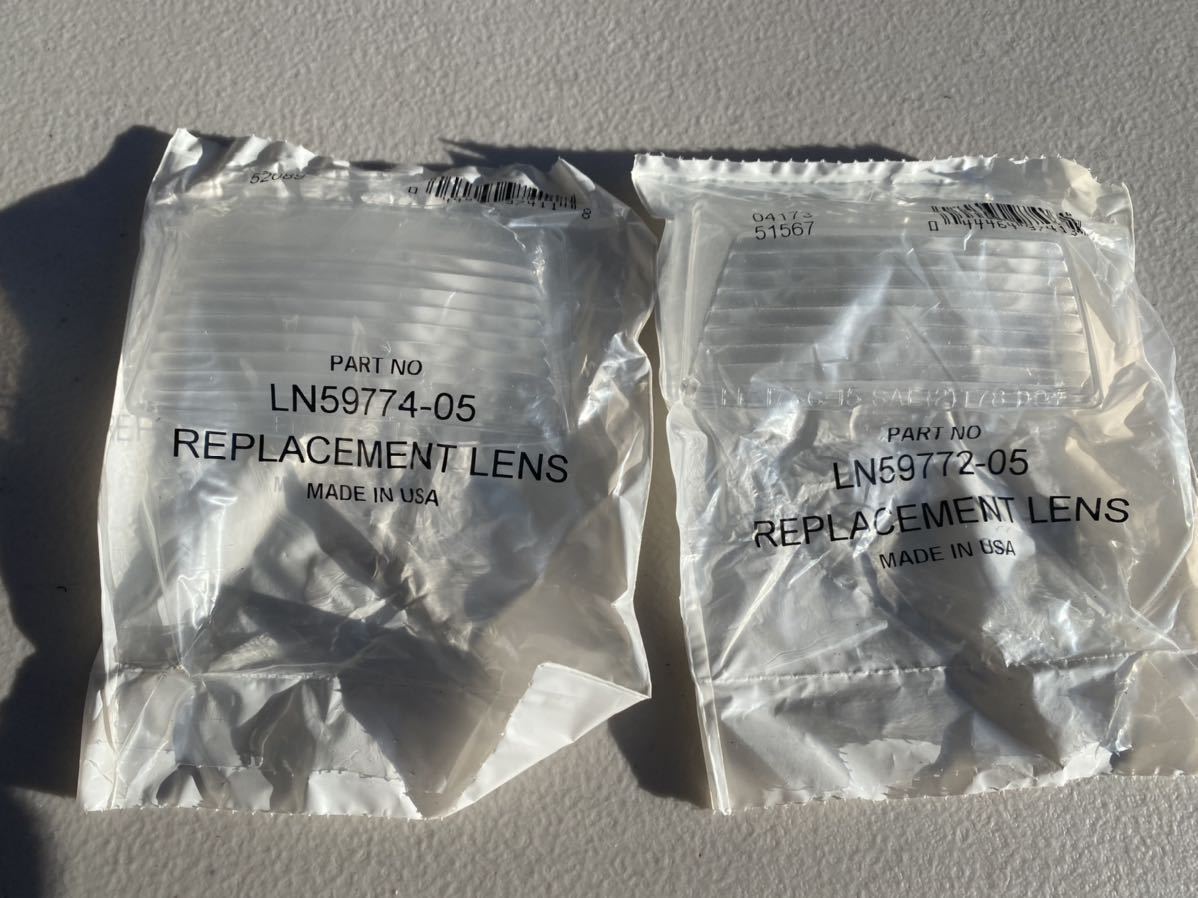 52089
PART NO
LN59774-05
REPLACEMENT LENS
MADE IN USA
04173
51567
PART NO
LN59772-05
REPLACEMENT LENS
MADE IN USA